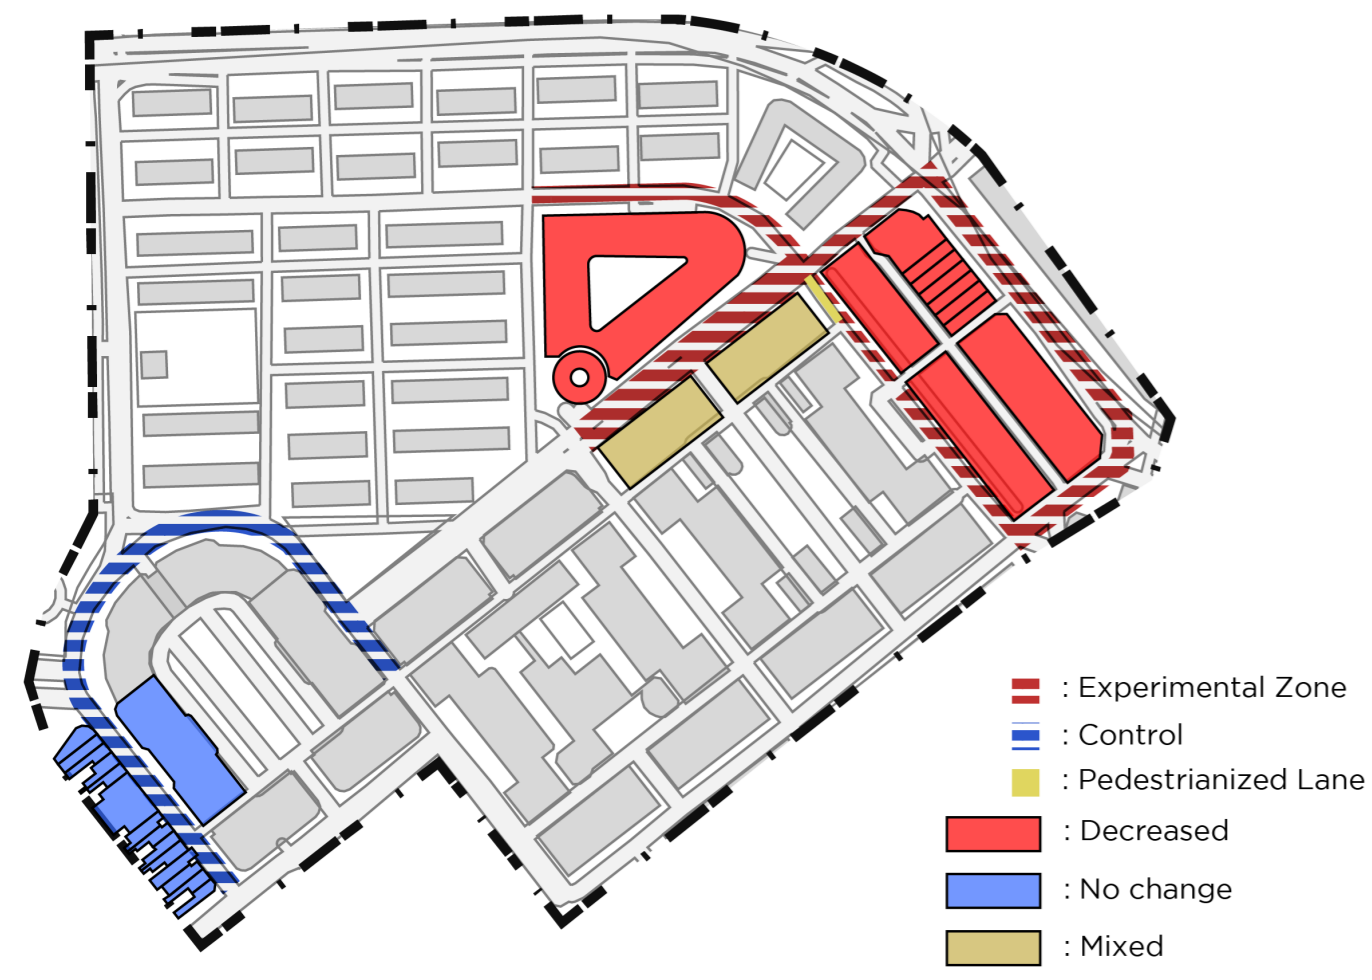 : Experimental Zone
: Control
: Pedestrianized Lane
: Decreased
: No change
: Mixed